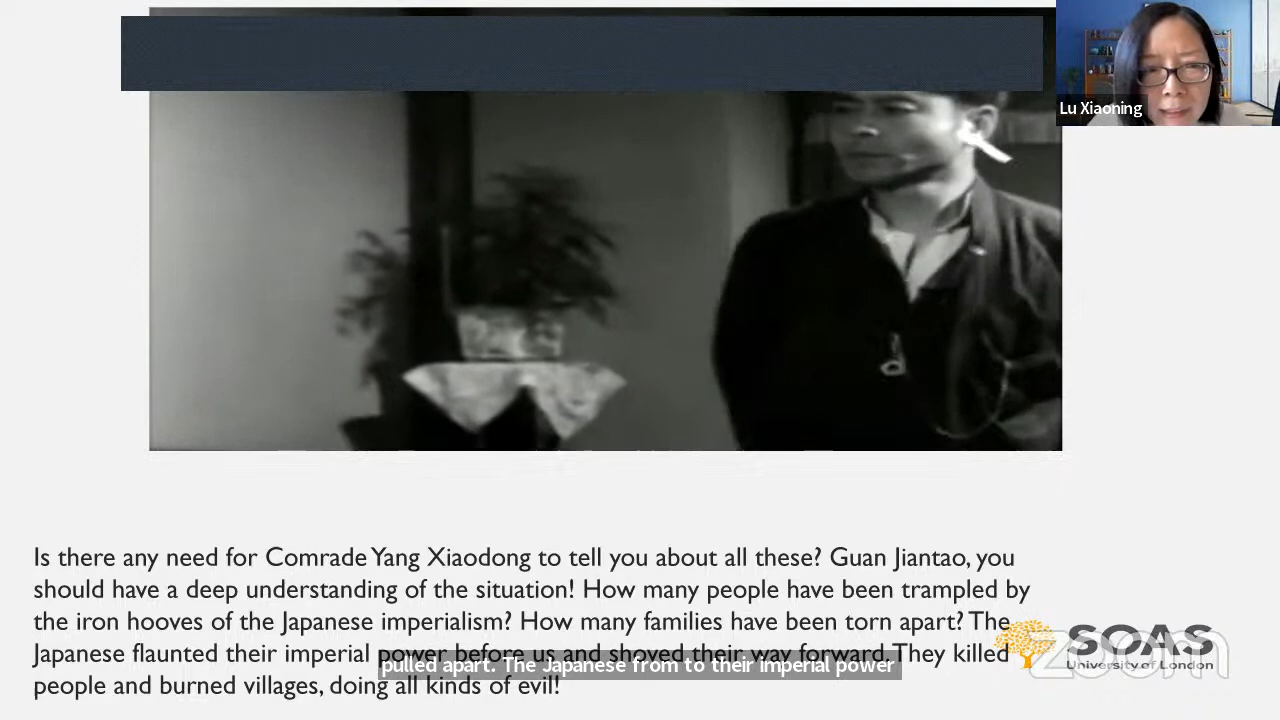 Lu Xiaoning
Is there any need for Comrade Yang Xiaodong to tell you about all these? Guan Jiantao, you
should have a deep understanding of the situation! How many people have been trampled by
the iron hooves of the Japanese imperialism? How many families have been torn apart? The
Japanese flaunted their imperial power before us and shoved their way forward. They killed
people and burned villages, doing all kinds of evil!
pulled apart. The Japanese from to their imperial power
SOAS
University of London
zoom